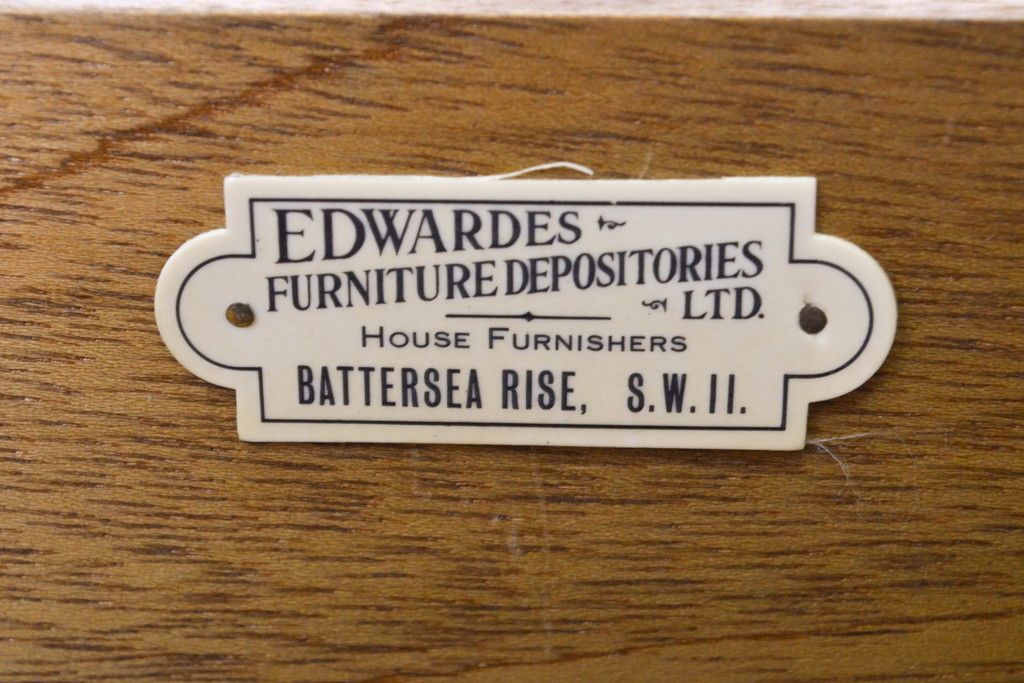 EDWARDES
FURNITURE DEPOSITORIES
LTD.
HOUSE FURNISHERS
BATTERSEA RISE, S.W.11.